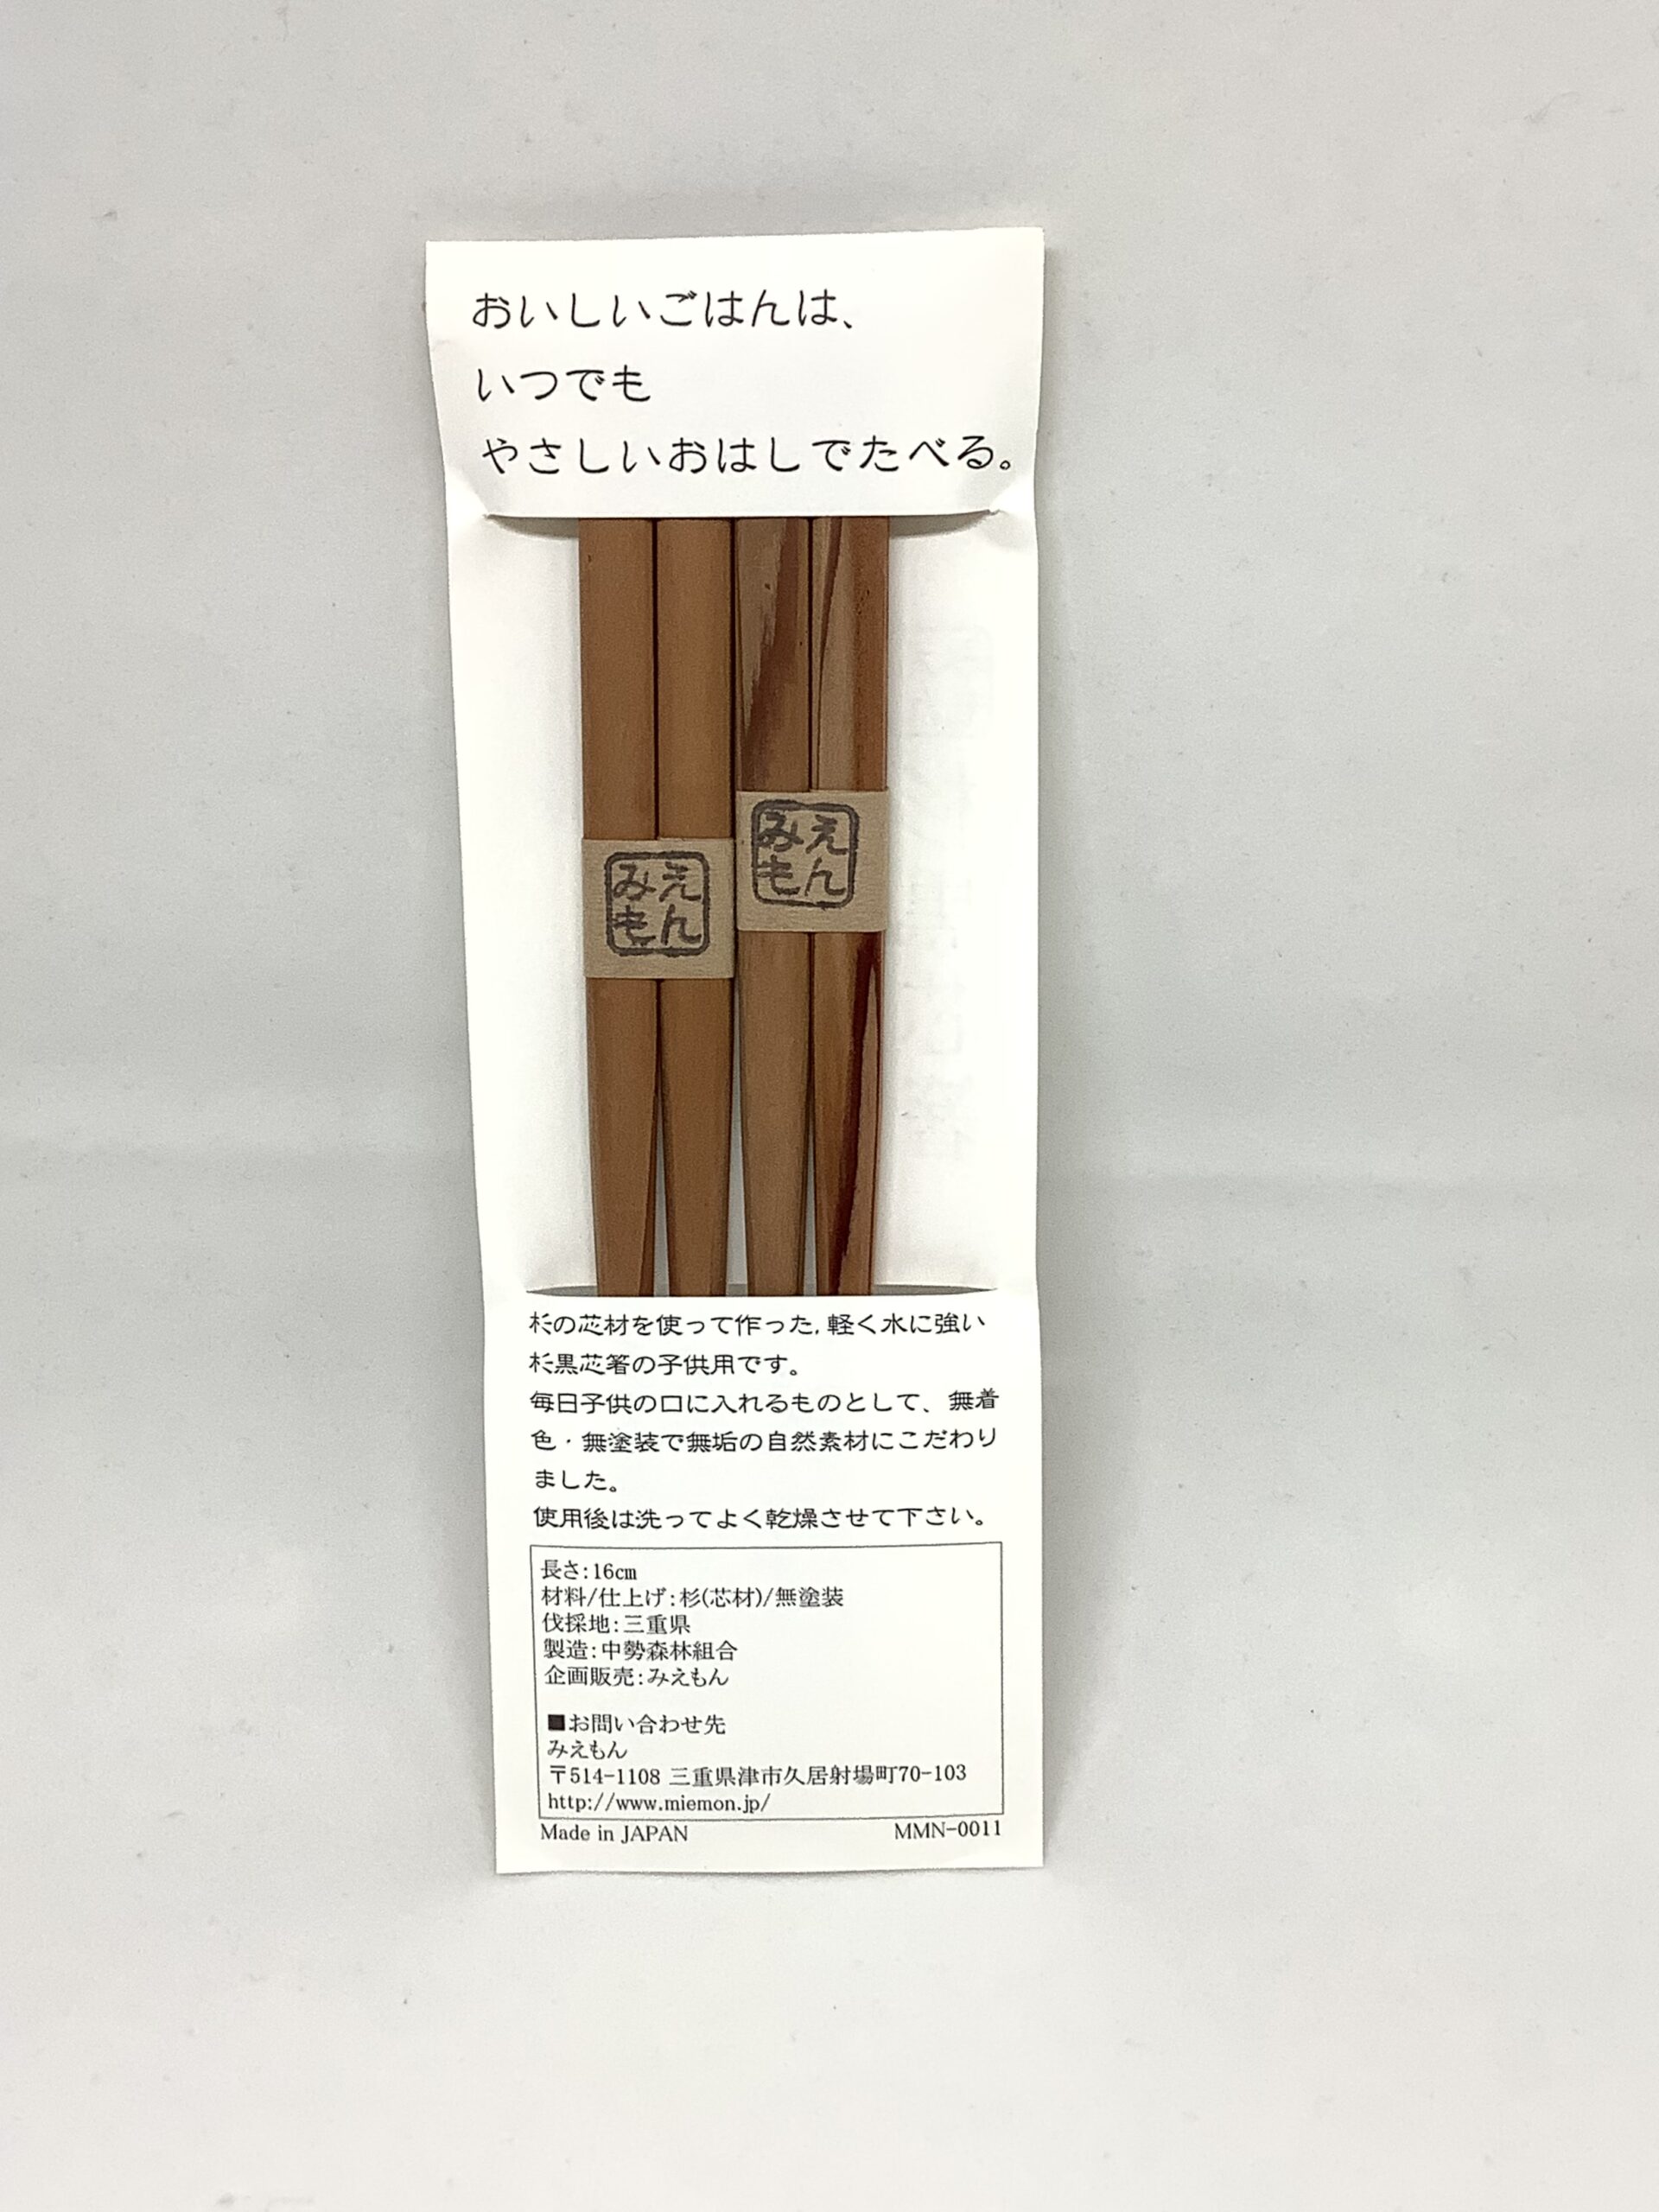 おいしいごはんは、
いつでも
やさしいおはしでたべる。
みえ
もん
みえ
もん
杉の芯材を使って作った,軽く水に強い
杉黒芯箸の子供用です。
毎日子供の口に入れるものとして、無着
色・無塗装で無垢の自然素材にこだわり
ました。
使用後は洗ってよく乾燥させて下さい。
長さ:16㎝
材料/仕上げ:杉(芯材)/無塗装
伐採地:三重県
製造:中勢森林組合
企画販売:みえもん
■お問い合わせ先
みえもん
〒514-1108 三重県津市久居射場町70-103
http://www.miemon.jp/
Made in JAPAN MMN-0011